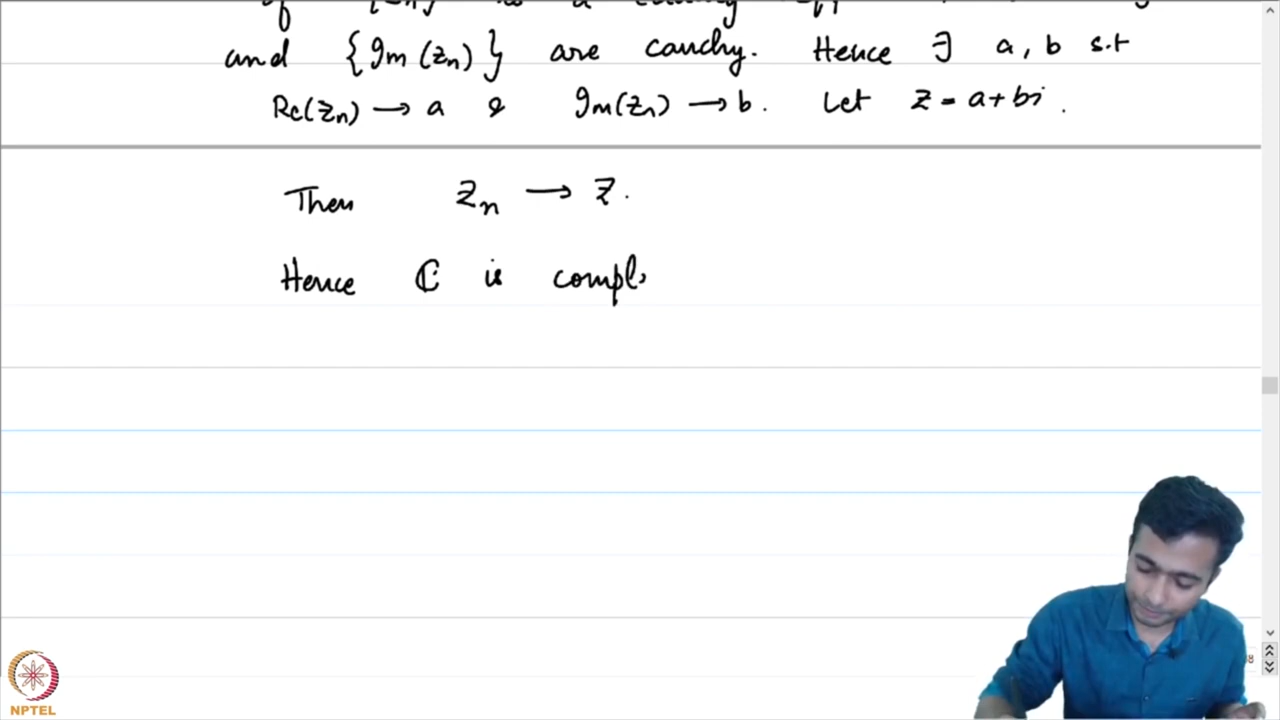 and {Im(zn)} are cauchy. Hence ∃ a, b s.t
Re(zn) → a & Im(zn) → b. Let z = a+bi.
Then zn → z.
Hence ℂ is compl
NPTEL